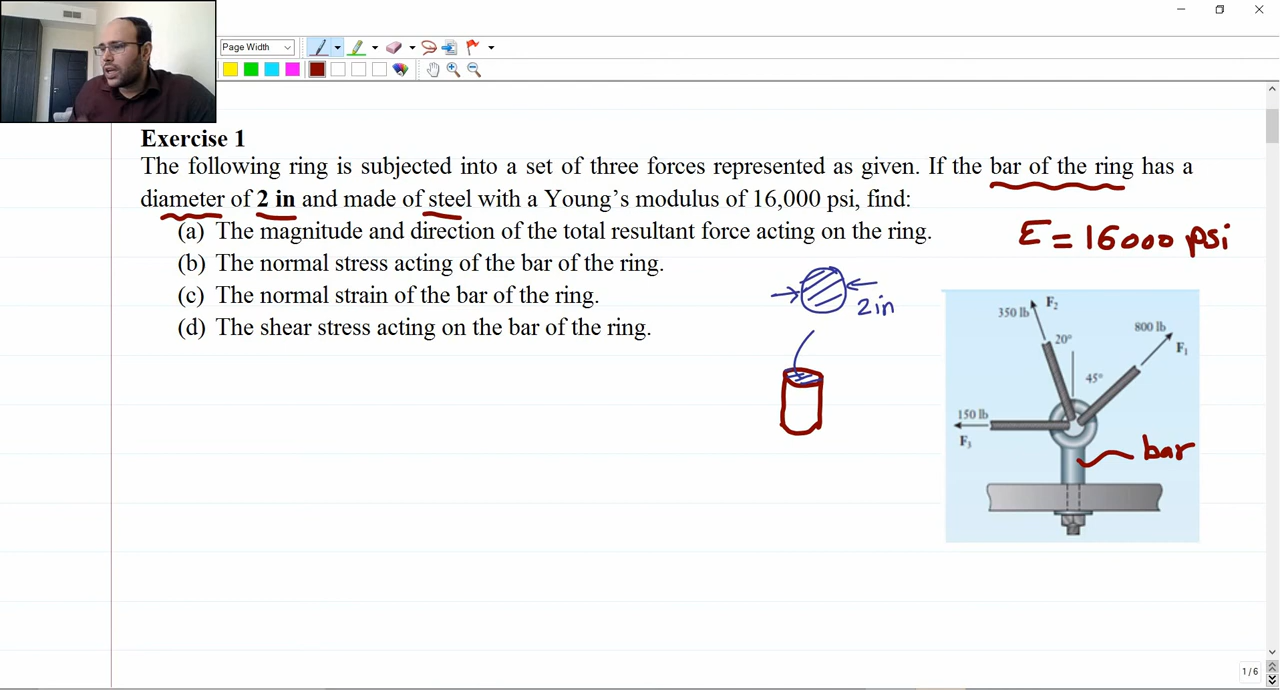 Page Width
Exercise 1
The following ring is subjected into a set of three forces represented as given. If the bar of the ring has a
diameter of 2 in and made of steel with a Young’s modulus of 16,000 psi, find:
(a) The magnitude and direction of the total resultant force acting on the ring.
(b) The normal stress acting of the bar of the ring.
(c) The normal strain of the bar of the ring.
(d) The shear stress acting on the bar of the ring.
E = 16000 psi
2in
350 lb
F2
20°
800 lb
F1
45°
150 lb
F3
bar
1/6